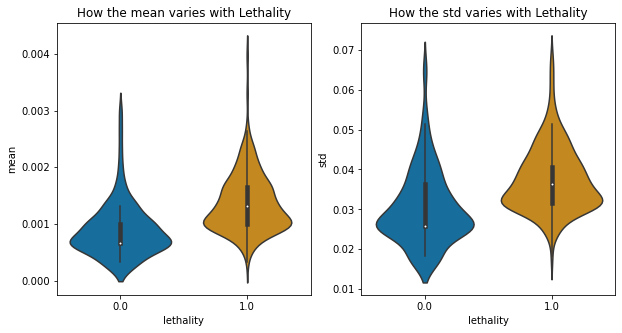 How the mean varies with Lethality
mean
0.004
0.003
0.002
0.001
0.000
0.0
1.0
lethality
How the std varies with Lethality
std
0.07
0.06
0.05
0.04
0.03
0.02
0.01
0.0
1.0
lethality